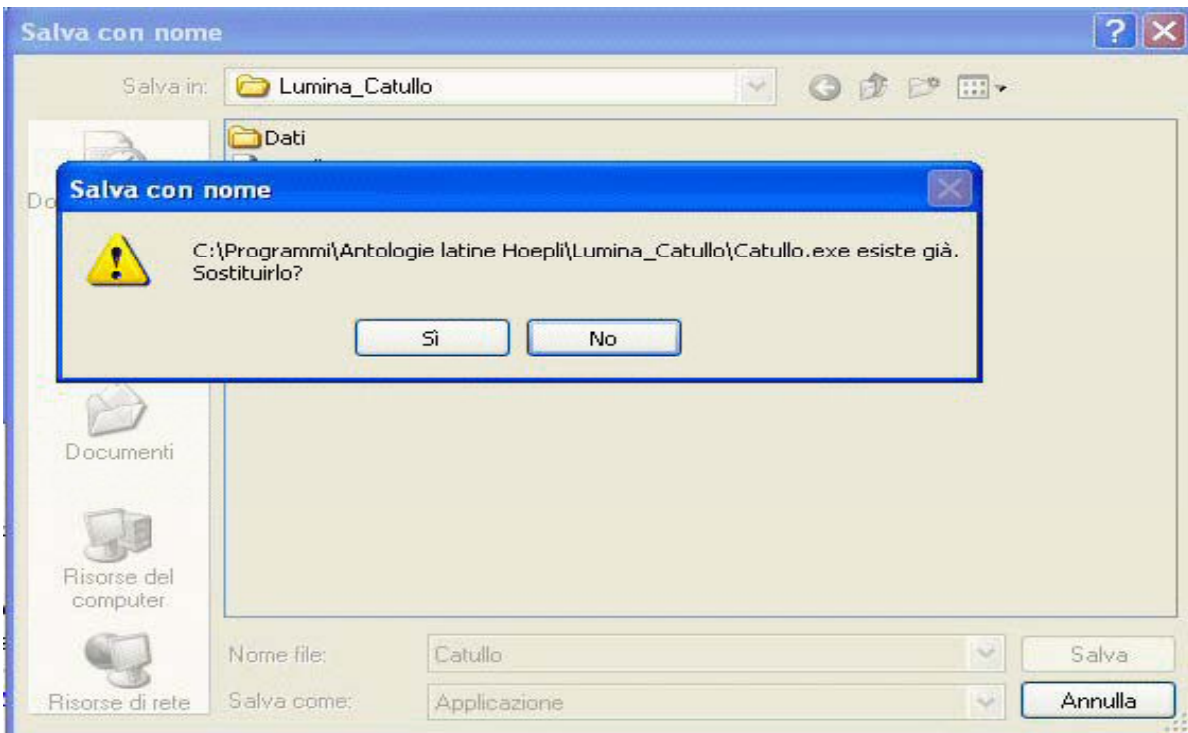 Salva con nome
Salva in:
Lumina_Catullo
Dati
Salva con nome
C:\Programmi\Antologie latine Hoepli\Lumina_Catullo\Catullo.exe esiste già.
Sostituirlo?
Sì
No
Documenti
Risorse del
computer
Risorse di rete
Nome file:
Catullo
Salva
Salva come:
Applicazione
Annulla